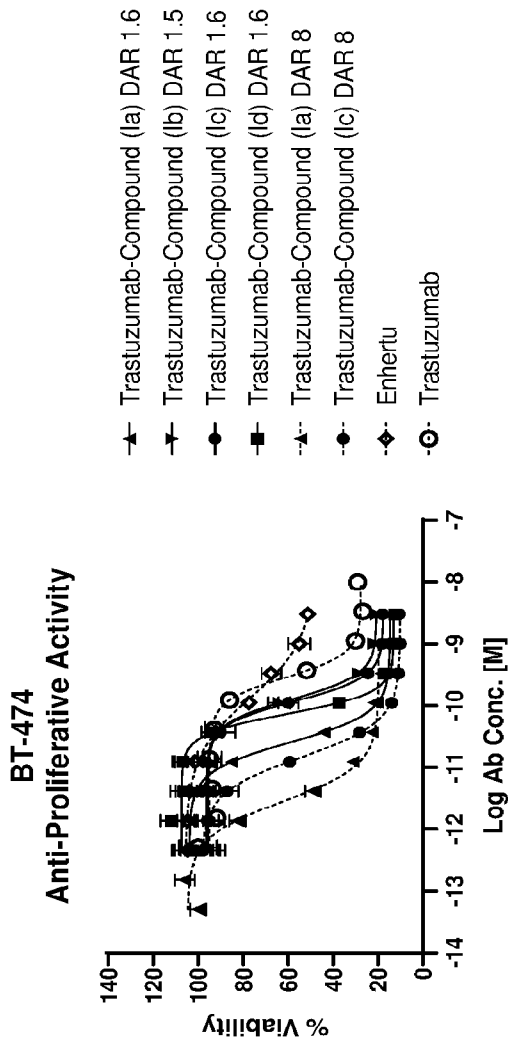 BT-474
Anti-Proliferative Activity
% Viability
140
120
100
80
60
40
20
0
-14
-13
-12
-11
-10
-9
-8
-7
Log Ab Conc. [M]
Trastuzumab-Compound (Ia) DAR 1.6
Trastuzumab-Compound (Ib) DAR 1.5
Trastuzumab-Compound (Ic) DAR 1.6
Trastuzumab-Compound (Id) DAR 1.6
Trastuzumab-Compound (Ia) DAR 8
Trastuzumab-Compound (Ic) DAR 8
Enhertu
Trastuzumab